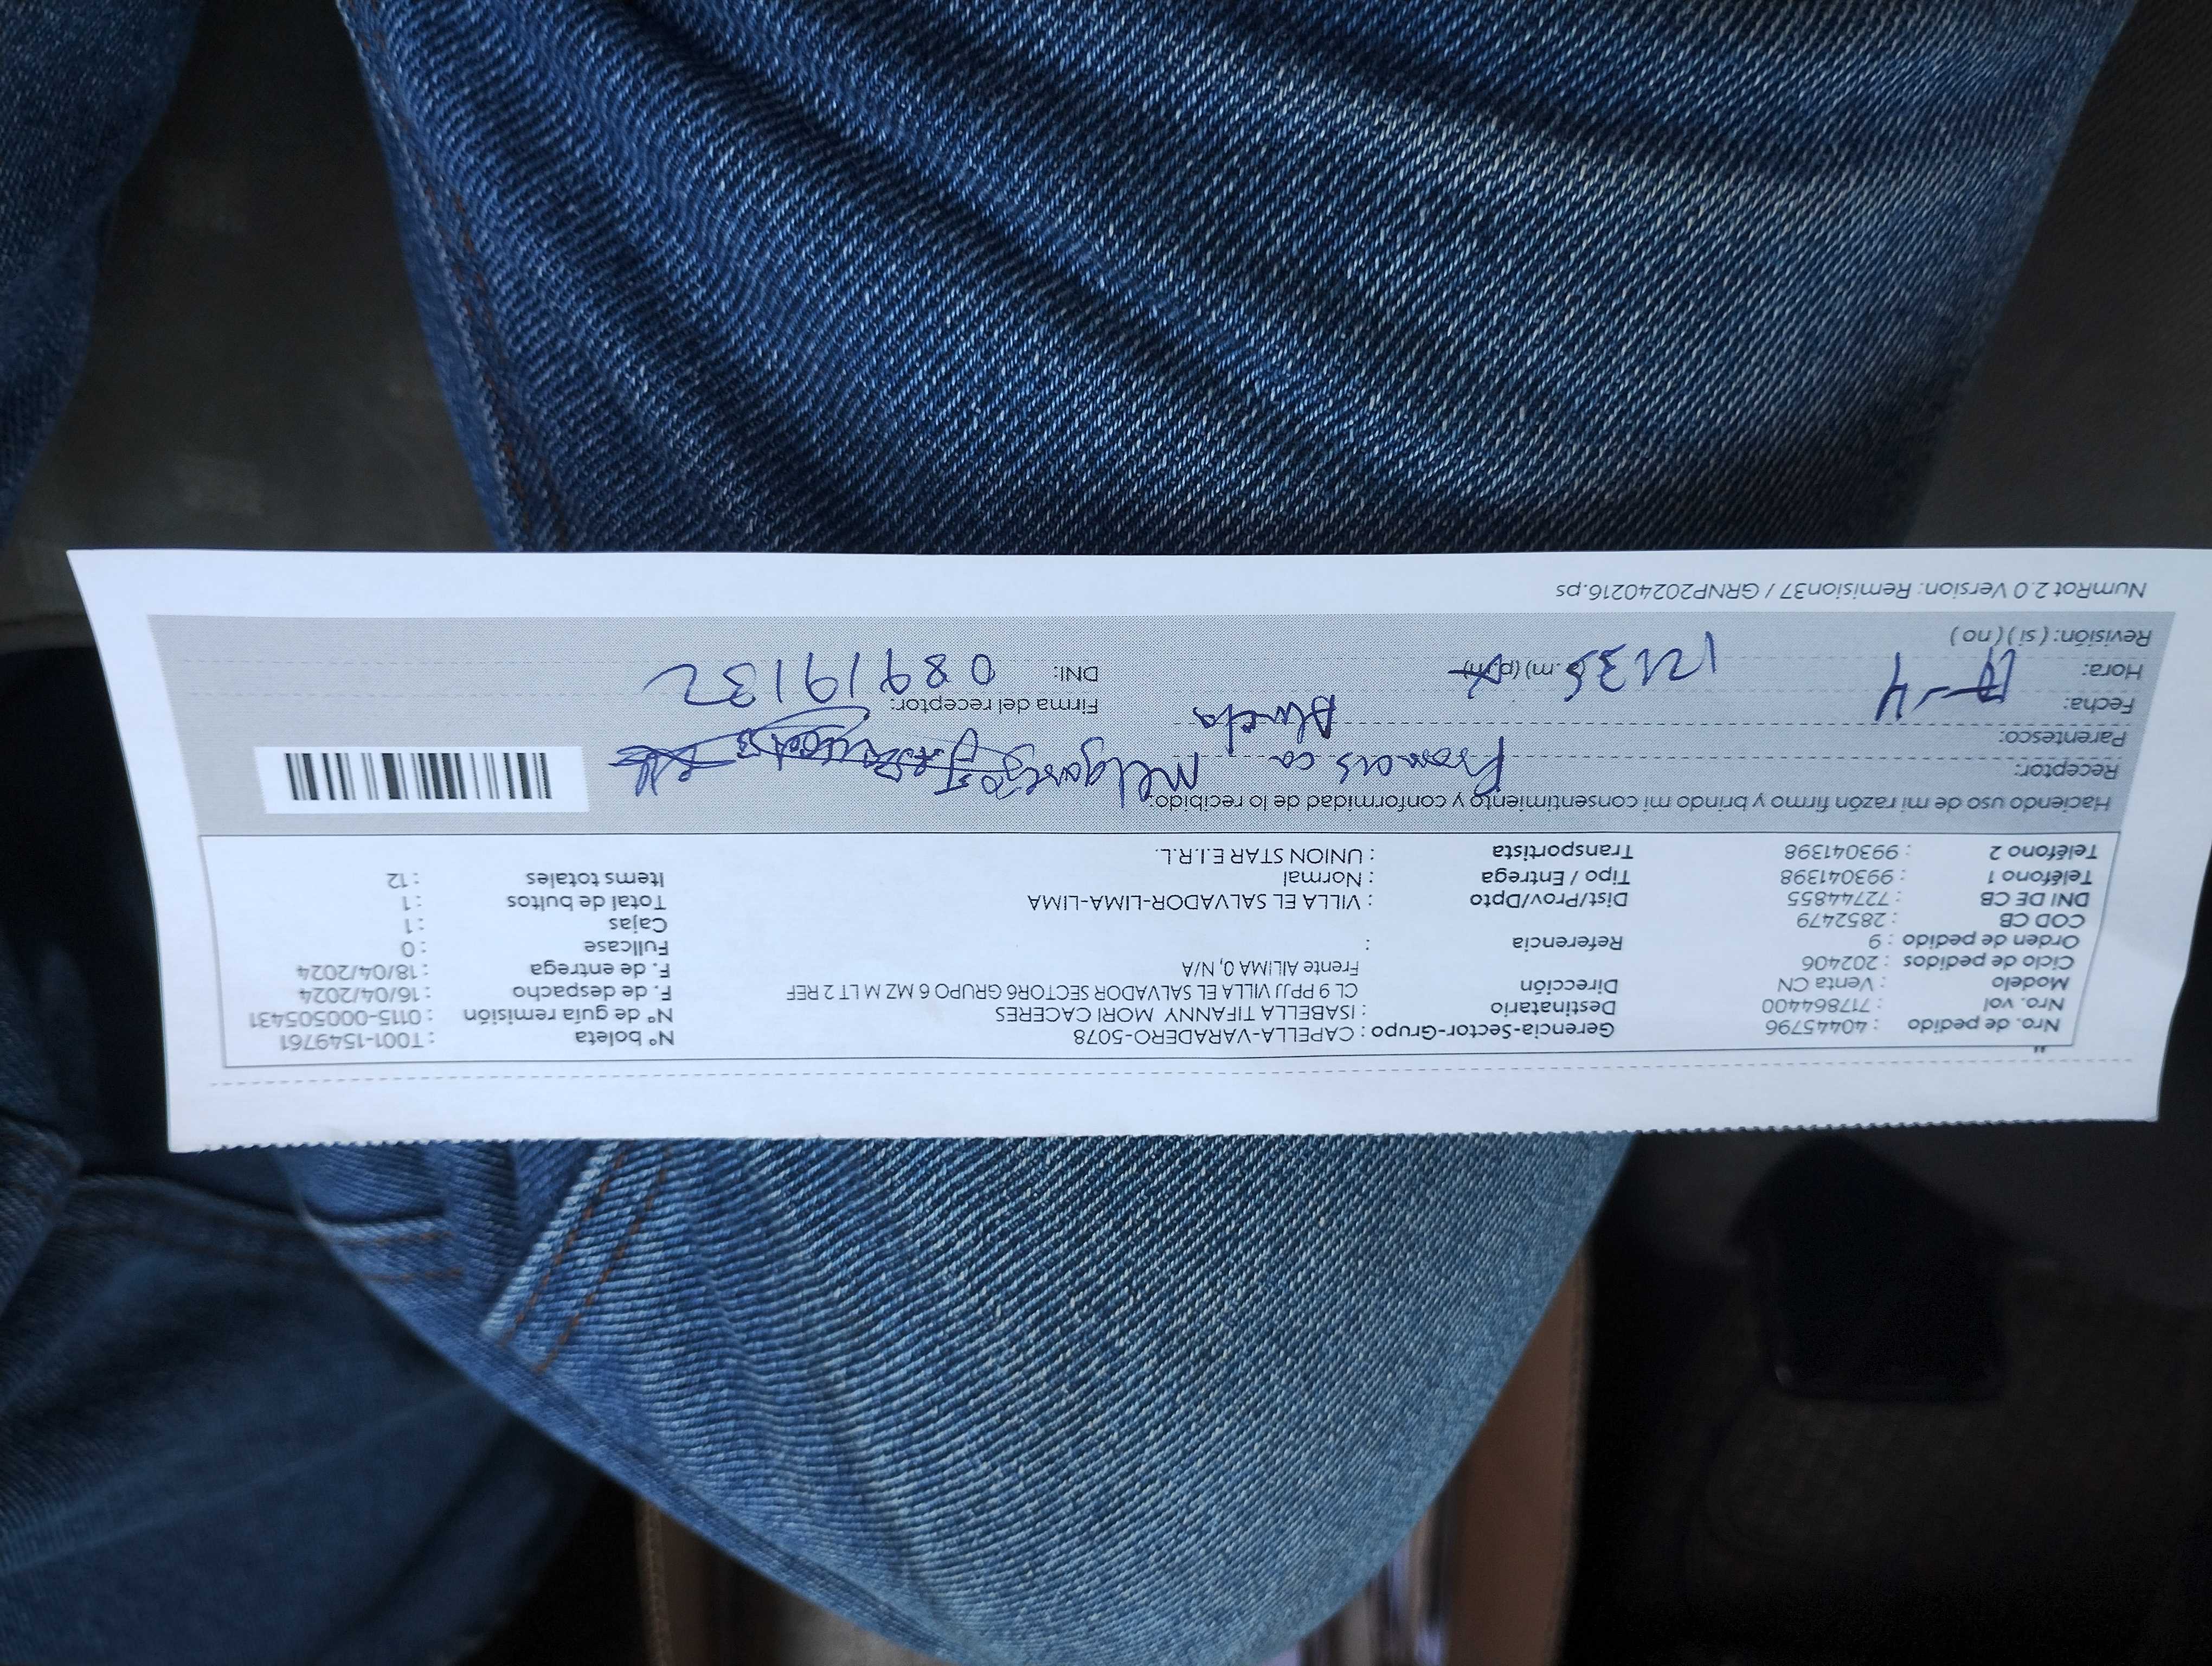 Nro. de pedido : 40445796 Gerencia-Sector-Grupo : CAPELLA-VARADERO-5078 N° boleta : T001-1549761
Nro. vol : 717864400 Destinatario : ISABELLA TIFANNY MORI CACERES N° de guía remisión : 0115-000505431
Modelo : Venta CN Dirección CL 9 PPJJ VILLA EL SALVADOR SECTOR6 GRUPO 6 MZ M LT 2 REF F. de despacho : 16/04/2024
Ciclo de pedidos : 202406 Frente AILIMA 0, N/A F. de entrega : 18/04/2024
Orden de pedido : 9 Referencia : Fullcase : 0
COD CB : 2852479 Cajas : 1
DNI DE CB : 72744855 Dist/Prov/Dpto : VILLA EL SALVADOR-LIMA-LIMA Total de bultos : 1
Teléfono 1 : 993041398 Tipo / Entrega : Normal Items totales : 12
Teléfono 2 : 993041398 Transportista : UNION STAR E.I.R.L.
Haciendo uso de mi razón firmo y brindo mi consentimiento y conformidad de lo recibido:
Receptor: Francisca Melgarejo
Parentesco: Abuela
Fecha: -4 Firma del receptor:
Hora: 12:35 .m) (p.m) DNI: 08919132
Revisión: ( si ) ( no )
NumRot 2.0 Version: Remision37 / GRNP20240216.ps